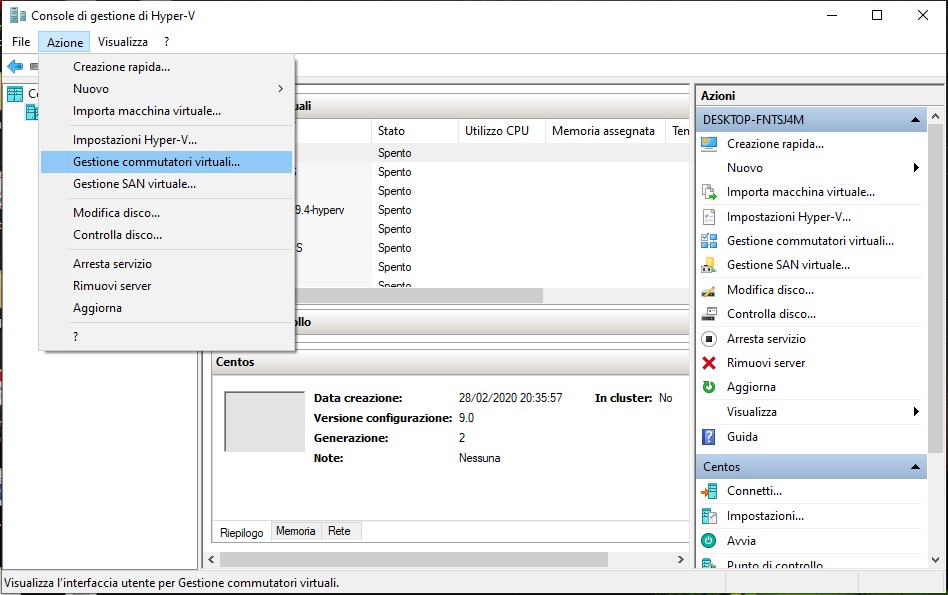 Console di gestione di Hyper-V
File Azione Visualizza ?
Creazione rapida...
Nuovo
Importa macchina virtuale...
Impostazioni Hyper-V...
Gestione commutatori virtuali...
Gestione SAN virtuale...
Modifica disco...
Controlla disco...
Arresta servizio
Rimuovi server
Aggiorna
?
uali
Stato Utilizzo CPU Memoria assegnata Ten
Spento
Spento
Spento
9.4-hyperv Spento
Spento
S Spento
Spento
Spento
ollo
Centos
Data creazione: 28/02/2020 20:35:57 In cluster: No
Versione configurazione: 9.0
Generazione: 2
Note: Nessuna
Riepilogo Memoria Rete
Azioni
DESKTOP-FNTSJ4M
Creazione rapida...
Nuovo
Importa macchina virtuale...
Impostazioni Hyper-V...
Gestione commutatori virtuali...
Gestione SAN virtuale...
Modifica disco...
Controlla disco...
Arresta servizio
Rimuovi server
Aggiorna
Visualizza
Guida
Centos
Connetti...
Impostazioni...
Avvia
Punto di controllo
Visualizza l'interfaccia utente per Gestione commutatori virtuali.